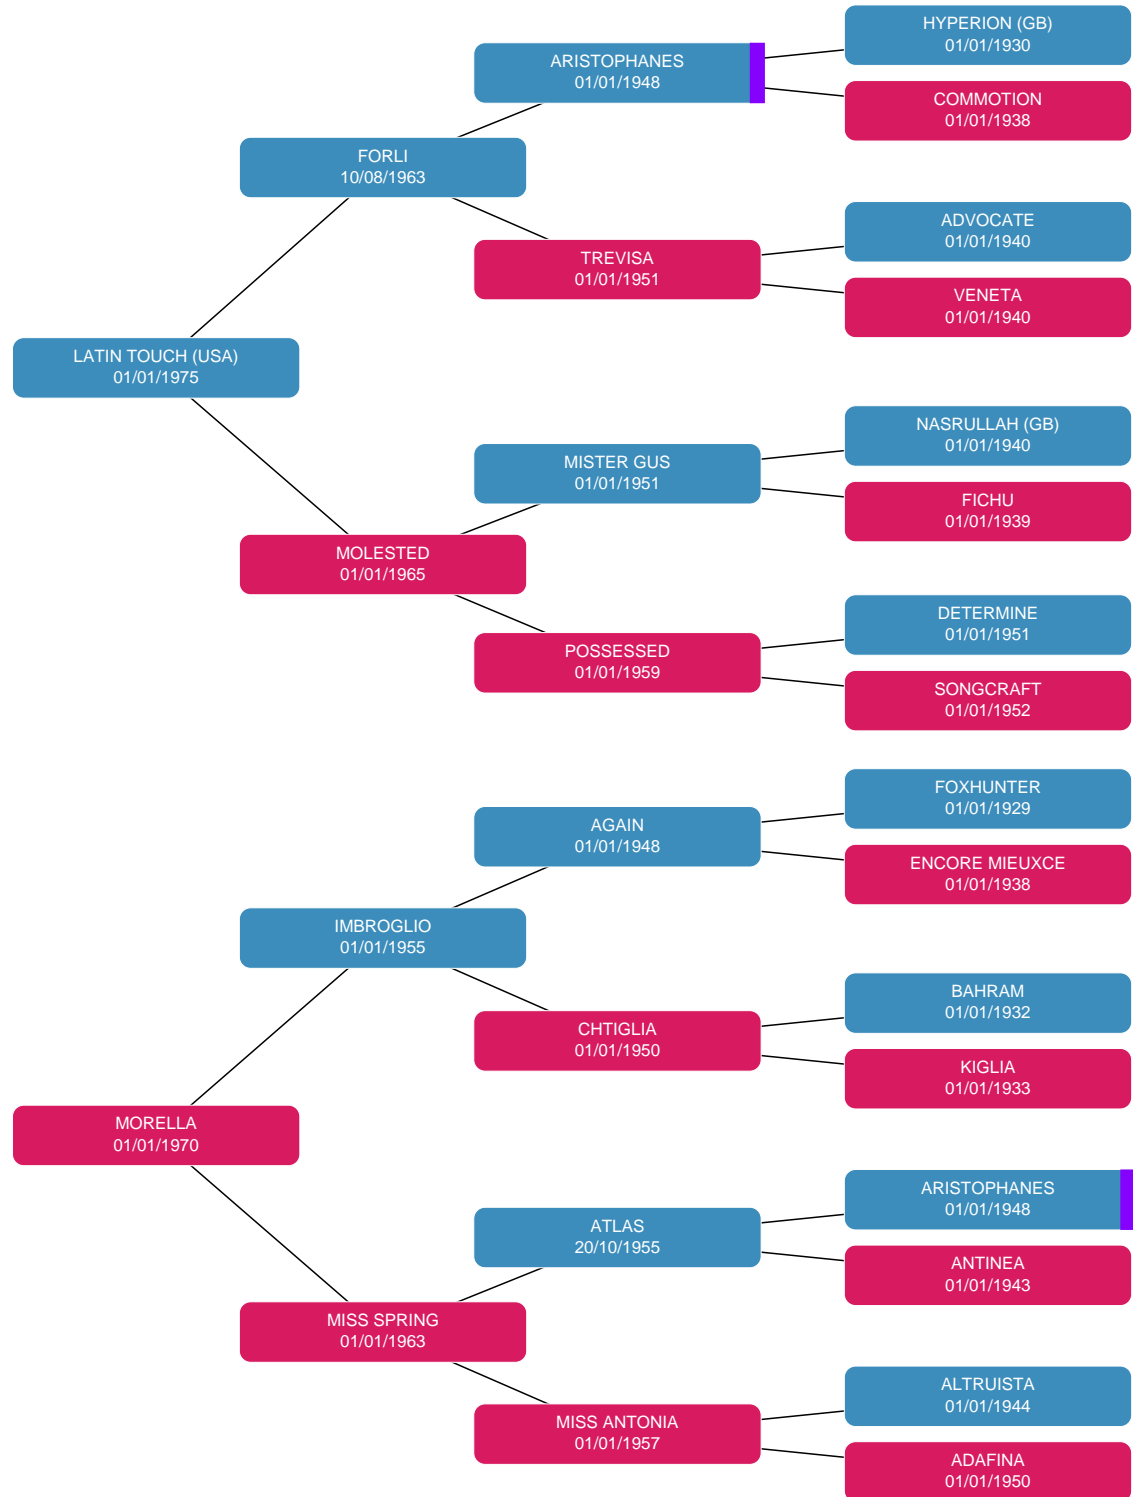 HYPERION (GB)
01/01/1930
ARISTOPHANES
01/01/1948
COMMOTION
01/01/1938
FORLI
10/08/1963
ADVOCATE
01/01/1940
TREVISA
01/01/1951
VENETA
01/01/1940
LATIN TOUCH (USA)
01/01/1975
NASRULLAH (GB)
01/01/1940
MISTER GUS
01/01/1951
FICHU
01/01/1939
MOLESTED
01/01/1965
DETERMINE
01/01/1951
POSSESSED
01/01/1959
SONGCRAFT
01/01/1952
FOXHUNTER
01/01/1929
AGAIN
01/01/1948
ENCORE MIEUXCE
01/01/1938
IMBROGLIO
01/01/1955
BAHRAM
01/01/1932
CHTIGLIA
01/01/1950
KIGLIA
01/01/1933
MORELLA
01/01/1970
ARISTOPHANES
01/01/1948
ATLAS
20/10/1955
ANTINEA
01/01/1943
MISS SPRING
01/01/1963
ALTRUISTA
01/01/1944
MISS ANTONIA
01/01/1957
ADAFINA
01/01/1950